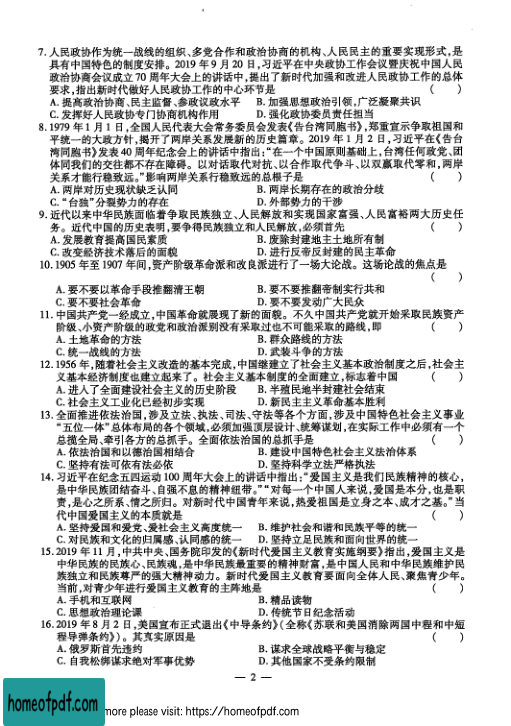 7. 人民政协作为统一战线的组织、多党合作和政治协商的机构、人民民主的重要实现形式,是
具有中国特色的制度安排。2019 年 9 月 20 日,习近平在中央政协工作会议暨庆祝中国人民
政治协商会议成立 70 周年大会上的讲话中,提出了新时代加强和改进人民政协工作的总体
要求,指出新时代做好人民政协工作的中心环节是 ( )
A. 提高政治协商、民主监督、参政议政水平 B. 加强思想政治引领,广泛凝聚共识
C. 发挥好人民政协专门协商机构作用 D. 强化政协委员责任担当
8. 1979 年 1 月 1 日,全国人民代表大会常务委员会发表《告台湾同胞书》,郑重宣示争取祖国和
平统一的大政方针,揭开了两岸关系发展新的历史篇章。2019 年 1 月 2 日,习近平在《告台
湾同胞书》发表 40 周年纪念会上的讲话中指出:“在一个中国原则基础上,台湾任何政党、团
体同我们的交往都不存在障碍。以对话取代对抗、以合作取代争斗、以双赢取代零和,两岸
关系才能行稳致远。”影响两岸关系行稳致远的总根子是 ( )
A. 两岸对历史现状缺乏认同 B. 两岸长期存在的政治分歧
C. “台独”分裂势力的存在 D. 外部势力的干涉
9. 近代以来中华民族面临着争取民族独立、人民解放和实现国家富强、人民富裕两大历史任
务。近代中国的历史表明,要争得民族独立和人民解放,必须首先 ( )
A. 发展教育提高国民素质 B. 废除封建地主土地所有制
C. 改变经济技术落后的面貌 D. 进行反帝反封建的民主革命
10. 1905 年至 1907 年间,资产阶级革命派和改良派进行了一场大论战。这场论战的焦点是
( )
A. 要不要以革命手段推翻清王朝 B. 要不要推翻帝制实行共和
C. 要不要社会革命 D. 要不要发动广大民众
11. 中国共产党一经成立,中国革命就展现了新的面貌。不久中国共产党就开始采取民族资产
阶级、小资产阶级的政党和政治派别没有采取过也不可能采取的路线,即 ( )
A. 土地革命的方法 B. 群众路线的方法
C. 统一战线的方法 D. 武装斗争的方法
12. 1956 年,随着社会主义改造的基本完成,中国继建立了社会主义基本政治制度之后,社会主
义基本经济制度也建立起来了。社会主义基本制度的全面建立,标志着中国 ( )
A. 进入了全面建设社会主义的历史阶段 B. 半殖民地半封建社会结束
C. 社会主义工业化已经初步实现 D. 新民主主义革命基本胜利
13. 全面推进依法治国,涉及立法、执法、司法、守法等各个方面,涉及中国特色社会主义事业
“五位一体”总体布局的各个领域,必须加强顶层设计、统筹谋划,在实际工作中必须有一个
总揽全局、牵引各方的总抓手。全面依法治国的总抓手是 ( )
A. 依法治国和以德治国相结合 B. 建设中国特色社会主义法治体系
C. 坚持有法可依有法必依 D. 坚持科学立法严格执法
14. 习近平在纪念五四运动 100 周年大会上的讲话中指出:“爱国主义是我们民族精神的核心,
是中华民族团结奋斗、自强不息的精神纽带。”“对每一个中国人来说,爱国是本分,也是职
责,是心之所系、情之所归。对新时代中国青年来说,热爱祖国是立身之本、成才之基。”当
代中国爱国主义的本质就是 ( )
A. 坚持爱国和爱党、爱社会主义高度统一 B. 维护社会和谐和民族平等的统一
C. 对民族和文化的归属感、认同感的统一 D. 坚持立足民族和面向世界的统一
15. 2019 年 11 月,中共中央、国务院印发的《新时代爱国主义教育实施纲要》指出,爱国主义是
中华民族的民族心、民族魂,是中华民族最重要的精神财富,是中国人民和中华民族维护民
族独立和民族尊严的强大精神动力。新时代爱国主义教育要面向全体人民、聚焦青少年。
当前,对青少年进行爱国主义教育的主阵地是 ( )
A. 手机和互联网 B. 精品读物
C. 思想政治理论课 D. 传统节日纪念活动
16. 2019 年 8 月 2 日,美国宣布正式退出《中导条约》(全称《苏联和美国消除两国中程和中短
程导弹条约》)。其真实原因是 ( )
A. 俄罗斯首先违约 B. 谋求全球战略平衡与稳定
C. 自我松绑谋求绝对军事优势 D. 其他国家不受条约限制
— 2 —
homeofpdf.com
more please visit: https://homeofpdf.com